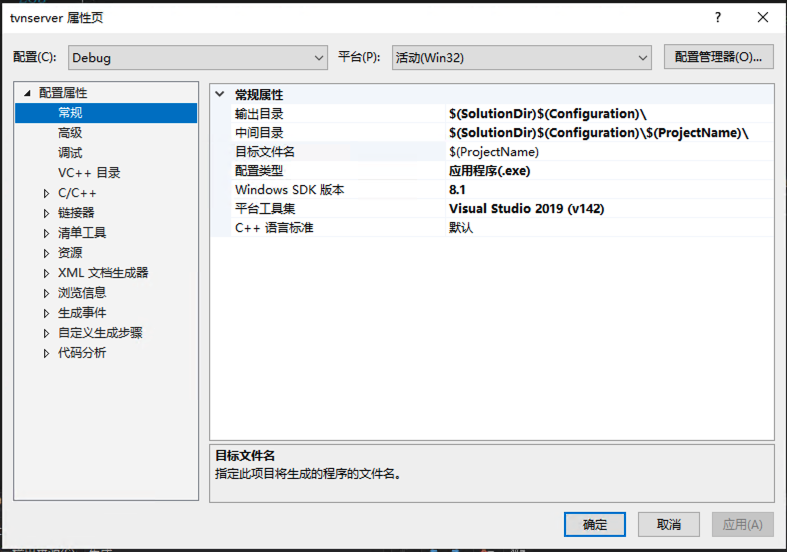 tvnserver 属性页
配置(C): Debug 平台(P): 活动(Win32) 配置管理器(O)...
配置属性
常规
高级
调试
VC++ 目录
C/C++
链接器
清单工具
资源
XML 文档生成器
浏览信息
生成事件
自定义生成步骤
代码分析
常规属性
输出目录 $(SolutionDir)$(Configuration)\
中间目录 $(SolutionDir)$(Configuration)\$(ProjectName)\
目标文件名 $(ProjectName)
配置类型 应用程序(.exe)
Windows SDK 版本 8.1
平台工具集 Visual Studio 2019 (v142)
C++ 语言标准 默认
目标文件名
指定此项目将生成的程序的文件名。
确定 取消 应用(A)